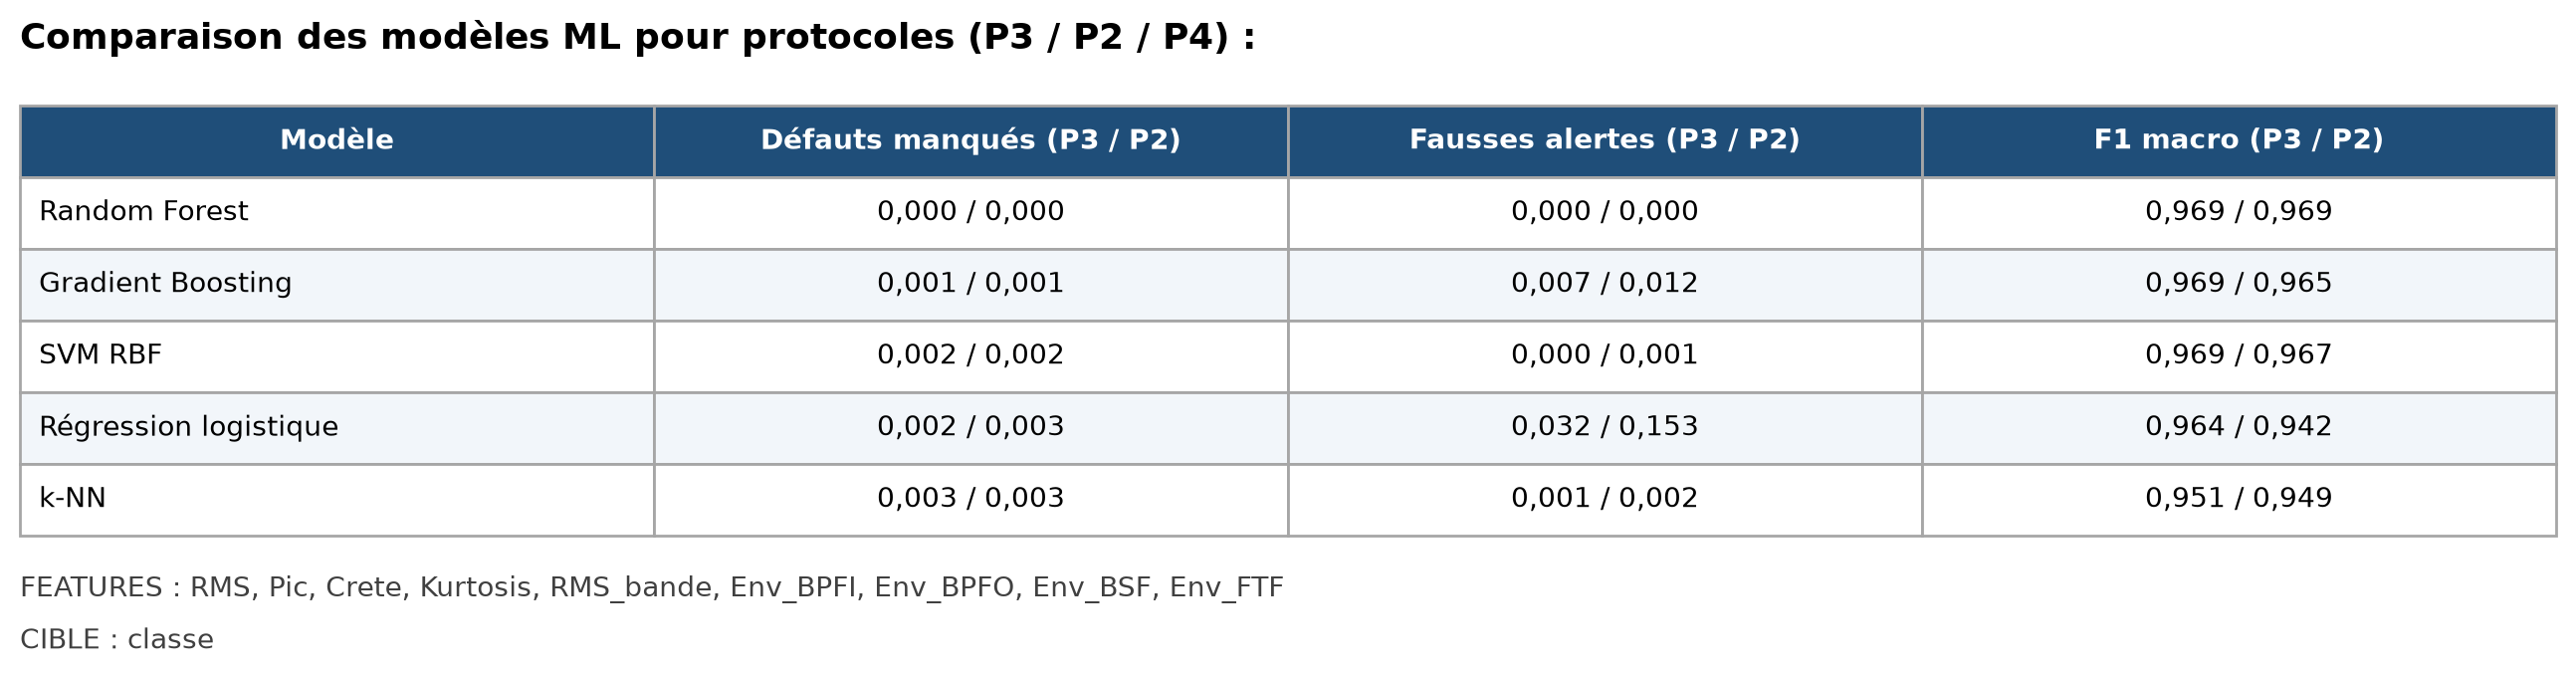 Comparaison des modèles ML pour protocoles (P3 / P2 / P4) :
Modèle Défauts manqués (P3 / P2) Fausses alertes (P3 / P2) F1 macro (P3 / P2)
Random Forest 0,000 / 0,000 0,000 / 0,000 0,969 / 0,969
Gradient Boosting 0,001 / 0,001 0,007 / 0,012 0,969 / 0,965
SVM RBF 0,002 / 0,002 0,000 / 0,001 0,969 / 0,967
Régression logistique 0,002 / 0,003 0,032 / 0,153 0,964 / 0,942
k-NN 0,003 / 0,003 0,001 / 0,002 0,951 / 0,949
FEATURES : RMS, Pic, Crete, Kurtosis, RMS_bande, Env_BPFI, Env_BPFO, Env_BSF, Env_FTF
CIBLE : classe